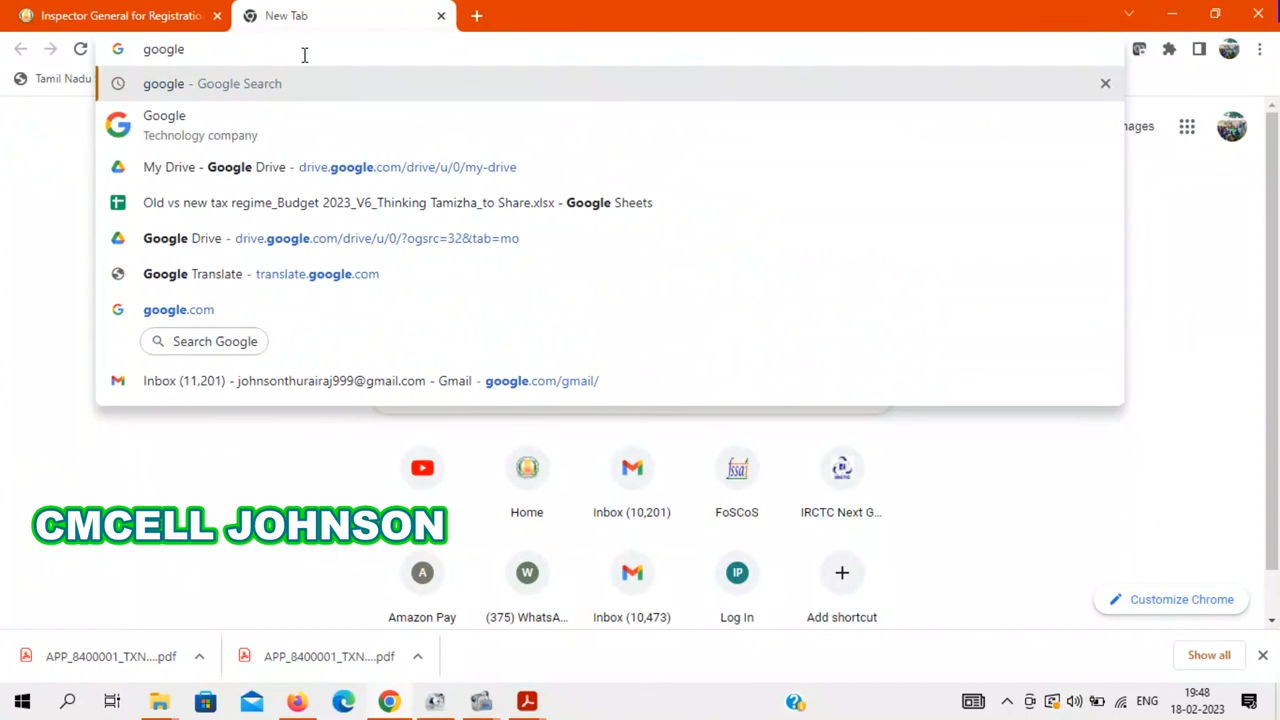 Inspector General for Registratio
New Tab
google
Tamil Nadu
google - Google Search
Google
Technology company
ages
My Drive - Google Drive - drive.google.com/drive/u/0/my-drive
Old vs new tax regime_Budget 2023_V6_Thinking Tamizha_to Share.xlsx - Google Sheets
Google Drive - drive.google.com/drive/u/0/?ogsrc=32&tab=mo
Google Translate - translate.google.com
google.com
Search Google
Inbox (11,201) - johnsonthurairaj999@gmail.com - Gmail - google.com/gmail/
fssai
IRCTC
Home
Inbox (10,201)
FoSCoS
IRCTC Next G...
CMCELL JOHNSON
A
W
IP
Amazon Pay
(375) WhatsA...
Inbox (10,473)
Log In
Add shortcut
Customize Chrome
APP_8400001_TXN....pdf
APP_8400001_TXN....pdf
Show all
ENG
19:48
18-02-2023